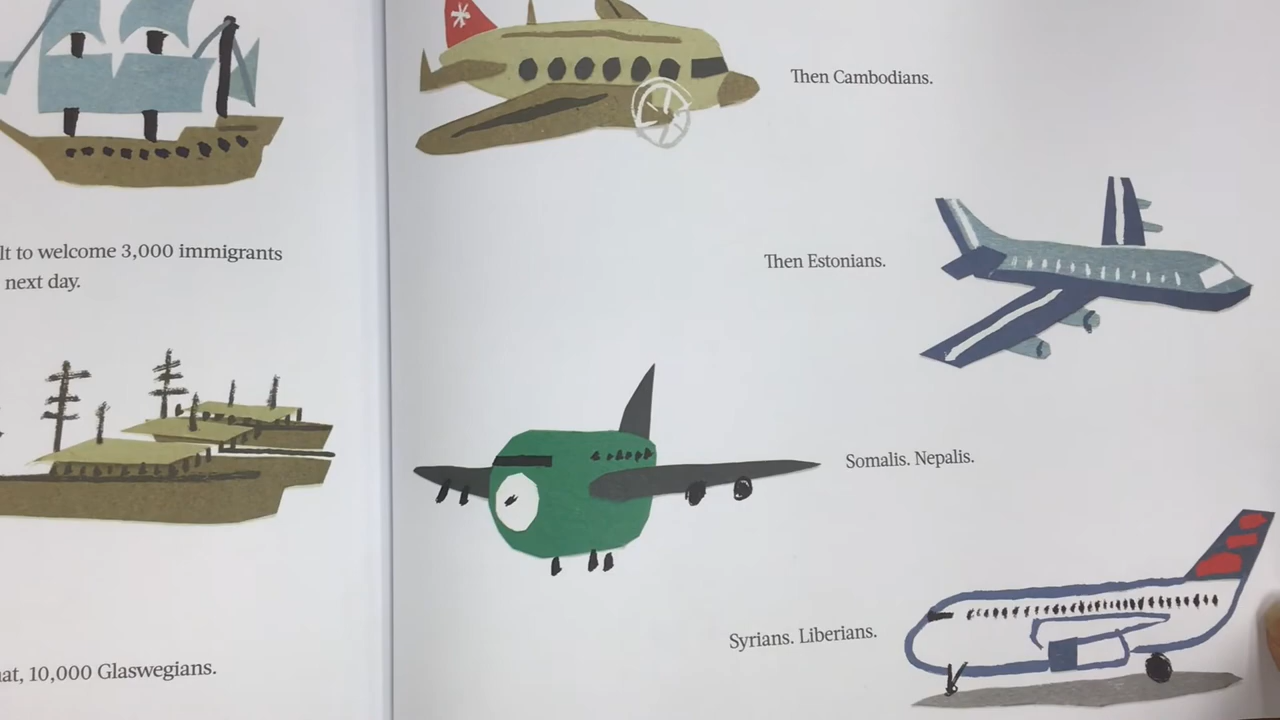 lt to welcome 3,000 immigrants
next day.
at, 10,000 Glaswegians.
Then Cambodians.
Then Estonians.
Somalis. Nepalis.
Syrians. Liberians.